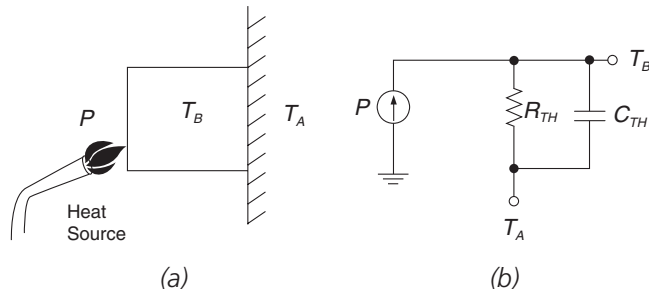 P
T_B
T_A
Heat
Source
(a)
P
R_TH
C_TH
T_B
T_A
(b)